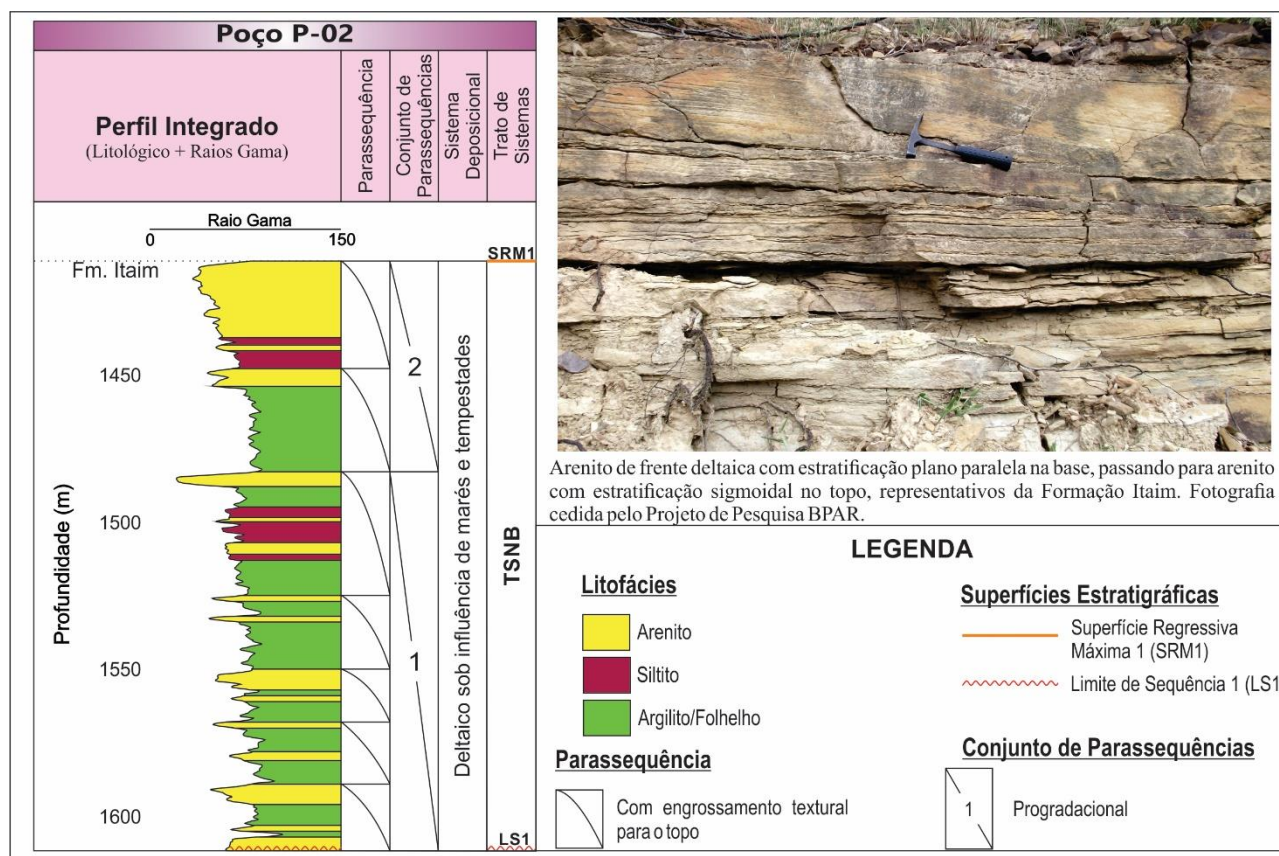 Poço P-02
Perfil Integrado
(Litológico + Raios Gama)
Parassequência
Conjunto de
Parassequências
Sistema
Deposicional
Trato de
Sistemas
Raio Gama
0 150
SRM1
Fm. Itaim
1450
1500
1550
1600
Profundidade (m)
2
1
Deltaico sob influência de marés e tempestades
TSNB
LS1
Arenito de frente deltaica com estratificação plano paralela na base, passando para arenito
com estratificação sigmoidal no topo, representativos da Formação Itaim. Fotografia
cedida pelo Projeto de Pesquisa BPAR.
LEGENDA
Litofácies
Arenito
Siltito
Argilito/Folhelho
Parassequência
Com engrossamento textural
para o topo
Superfícies Estratigráficas
Superfície Regressiva
Máxima 1 (SRM1)
Limite de Sequência 1 (LS1
Conjunto de Parassequências
1
Progradacional